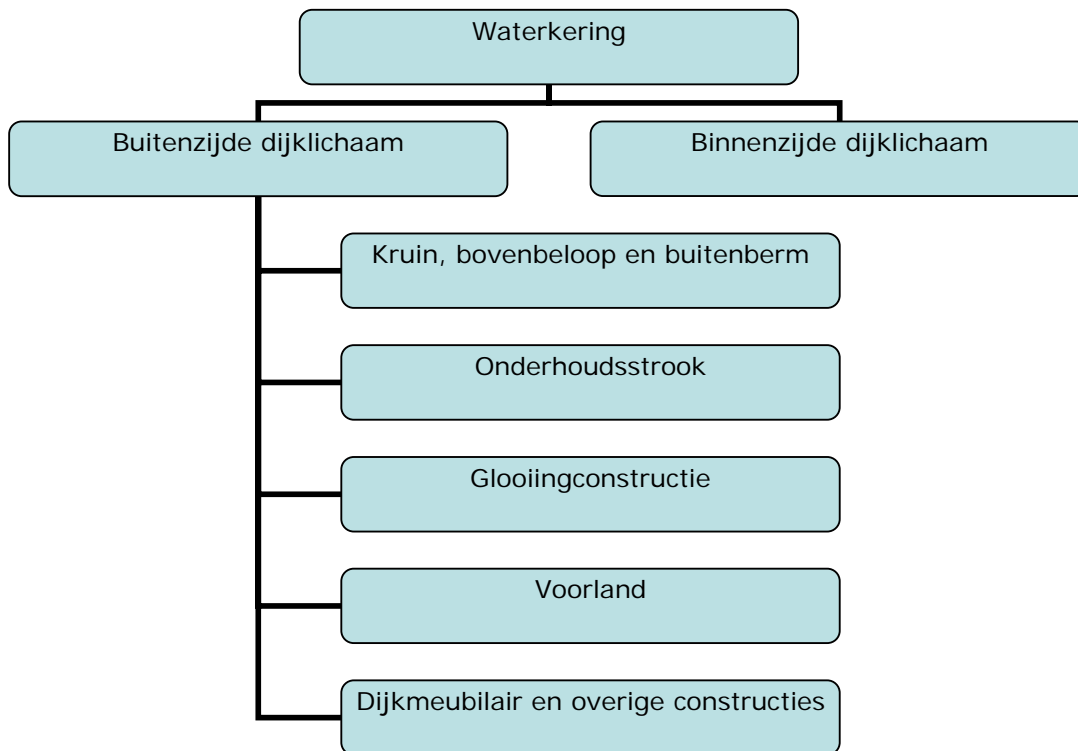 Waterkering
Buitenzijde dijklichaam
Binnenzijde dijklichaam
Kruin, bovenbeloop en buitenberm
Onderhoudsstrook
Glooiingconstructie
Voorland
Dijkmeubilair en overige constructies